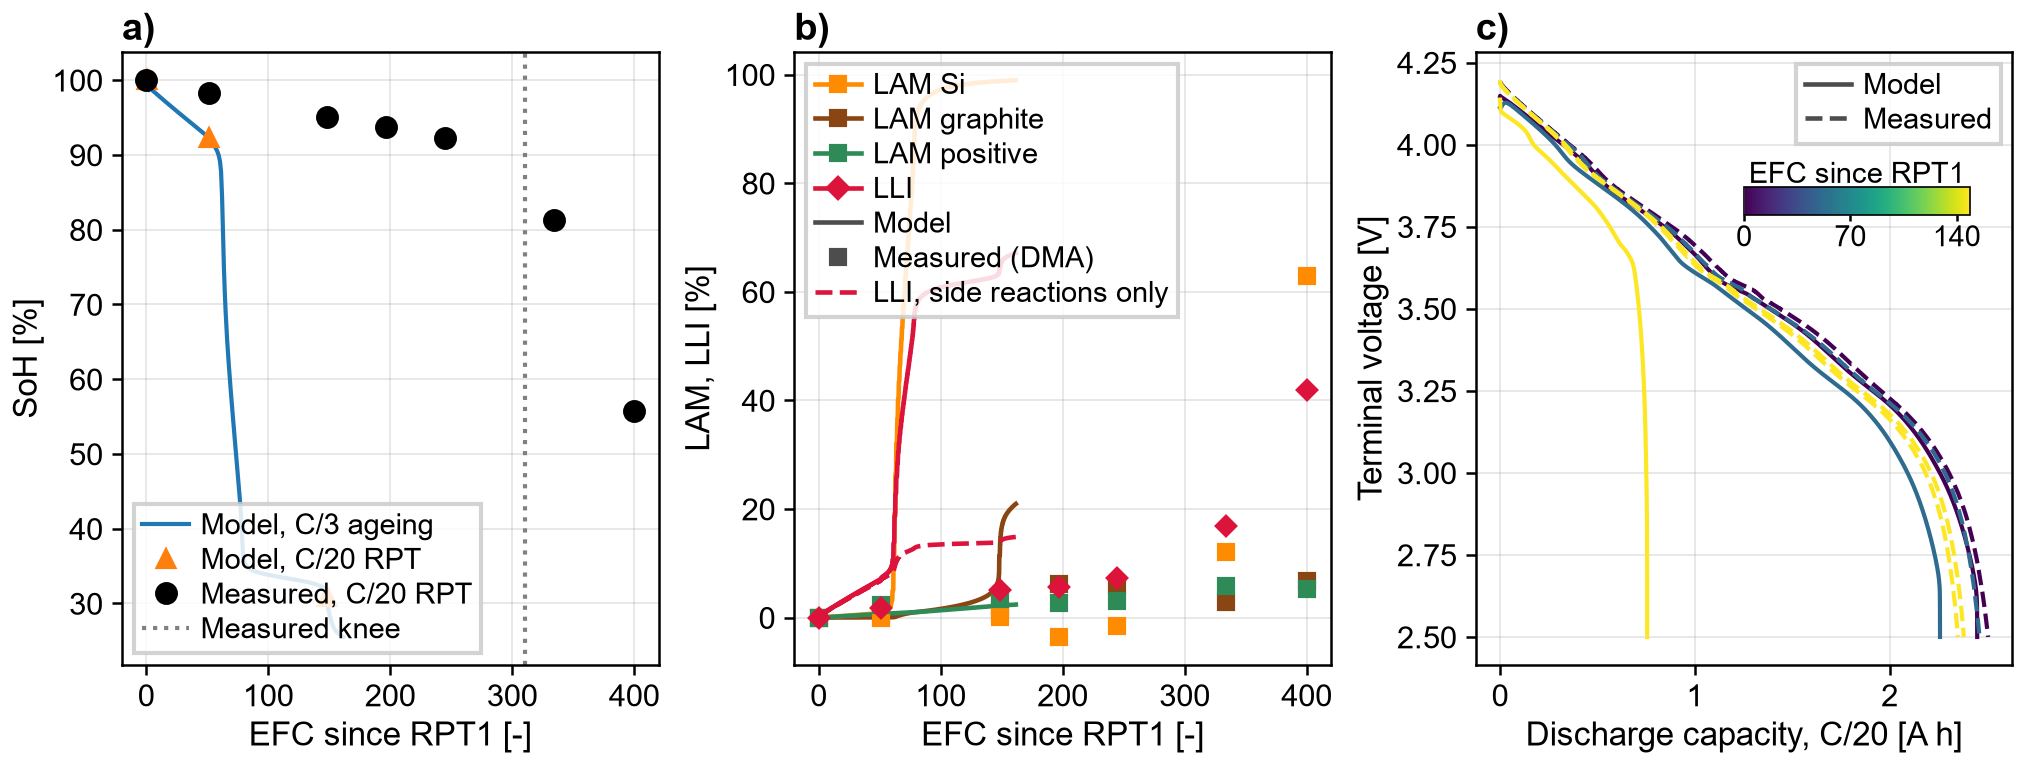 a)
100
90
80
70
60
50
40
30
SoH [%]
Model, C/3 ageing
Model, C/20 RPT
Measured, C/20 RPT
Measured knee
0
100
200
300
400
EFC since RPT1 [-]
b)
100
80
60
40
20
0
LAM, LLI [%]
LAM Si
LAM graphite
LAM positive
LLI
Model
Measured (DMA)
LLI, side reactions only
0
100
200
300
400
EFC since RPT1 [-]
c)
4.25
4.00
3.75
3.50
3.25
3.00
2.75
2.50
Terminal voltage [V]
Model
Measured
EFC since RPT1
0
70
140
0
1
2
Discharge capacity, C/20 [A h]